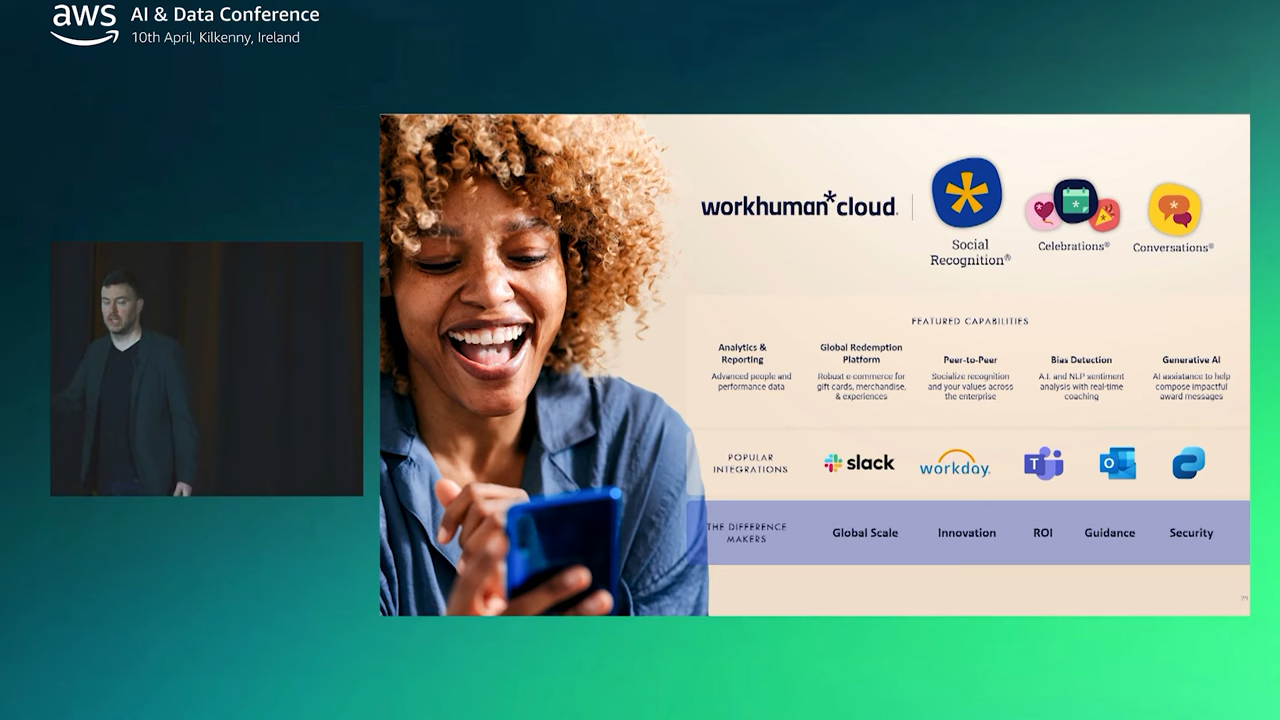 aws
AI & Data Conference
10th April, Kilkenny, Ireland
workhuman*cloud.
Social
Recognition®
Celebrations®
Conversations®
FEATURED CAPABILITIES
Analytics &
Reporting
Advanced people and
performance data
Global Redemption
Platform
Robust e-commerce for
gift cards, merchandise,
& experiences
Peer-to-Peer
Socialize recognition
and your values across
the enterprise
Bias Detection
A.I. and NLP sentiment
analysis with real-time
coaching
Generative AI
AI assistance to help
compose impactful
award messages
POPULAR
INTEGRATIONS
slack
workday.
T
O
THE DIFFERENCE
MAKERS
Global Scale
Innovation
ROI
Guidance
Security